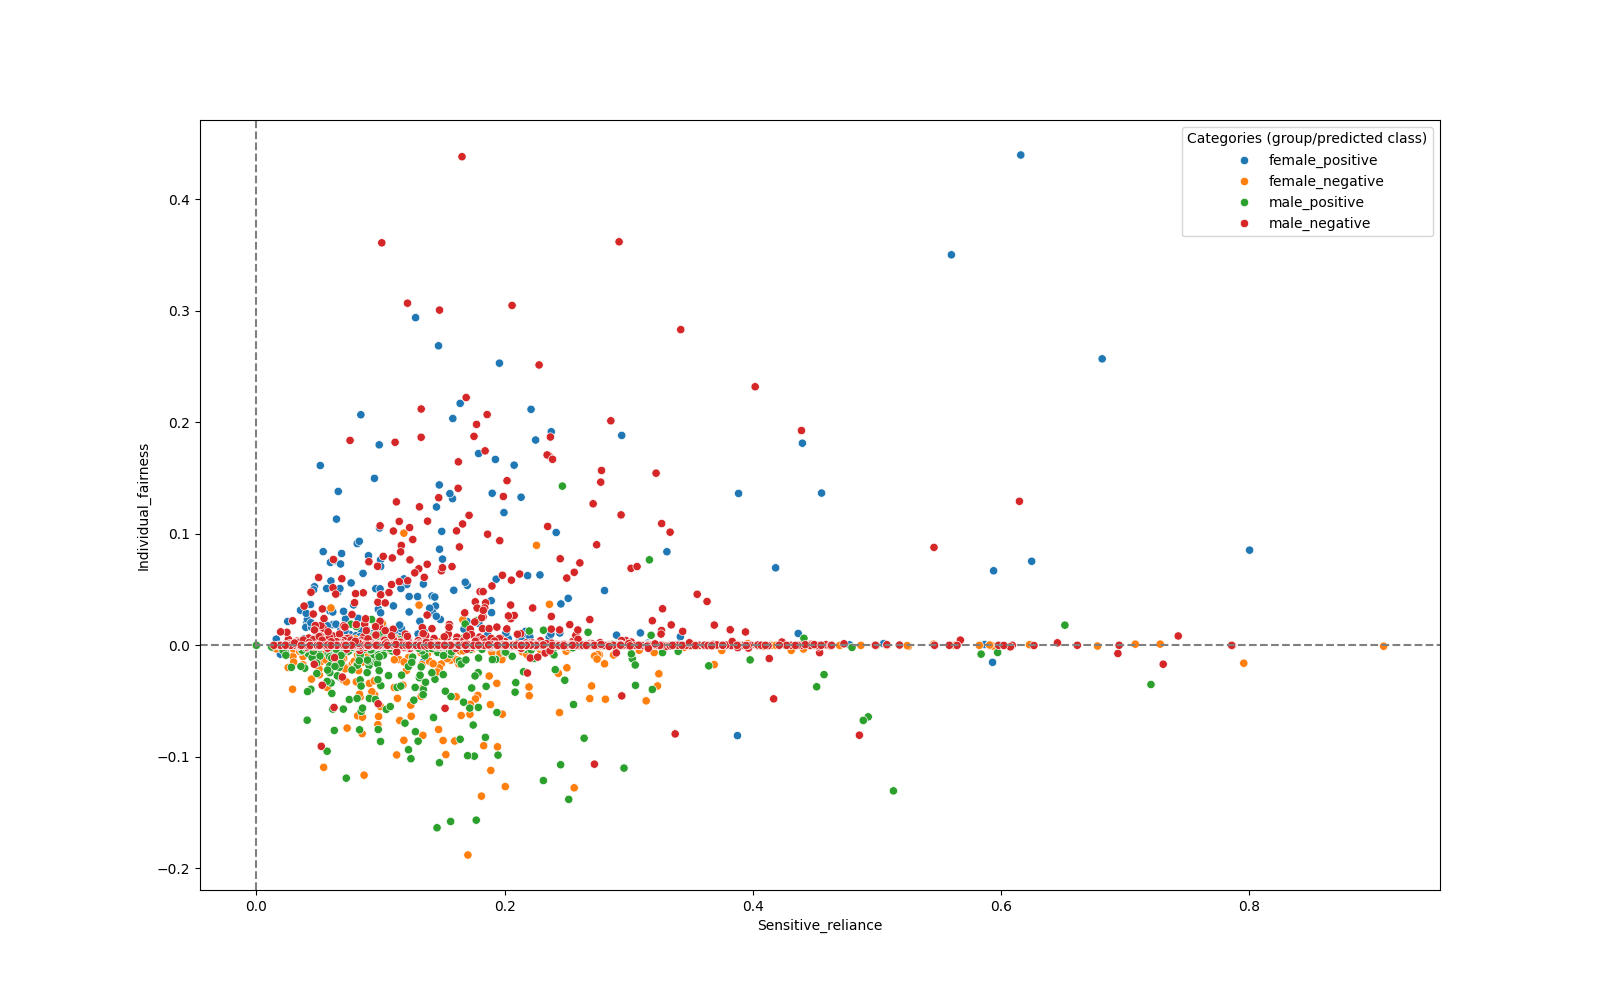 Categories (group/predicted class)
female_positive
female_negative
male_positive
male_negative
0.4
0.3
0.2
0.1
0.0
−0.1
−0.2
Individual_fairness
0.0
0.2
0.4
0.6
0.8
Sensitive_reliance